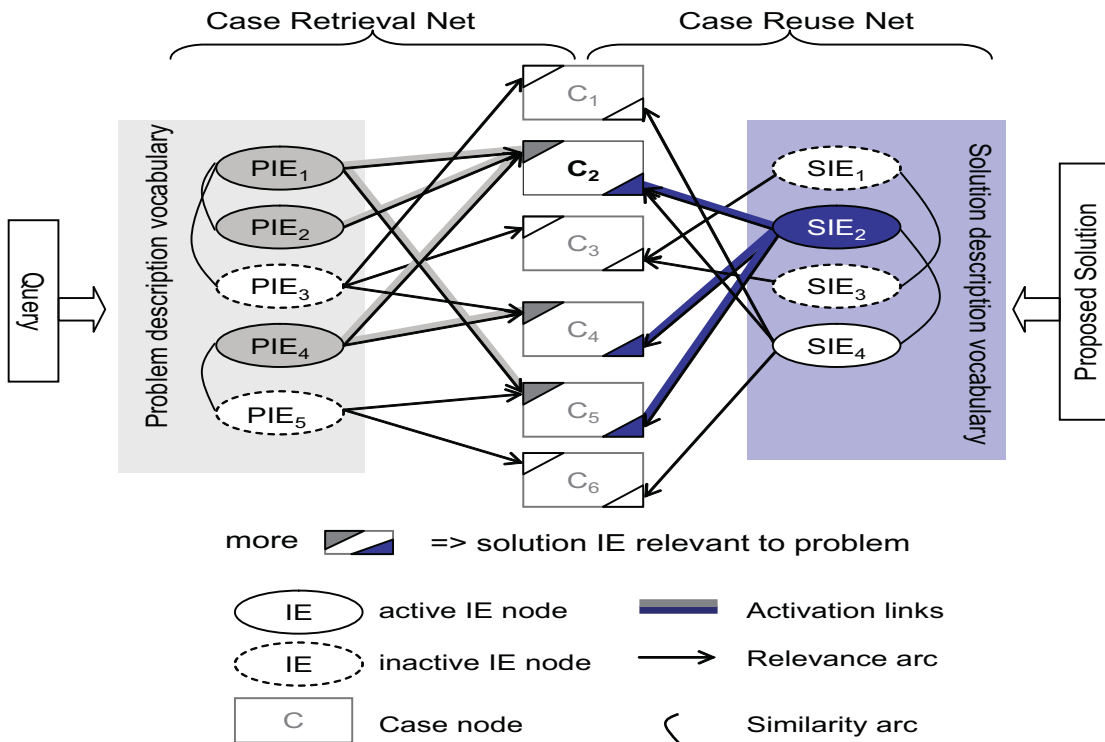 Case Retrieval Net
Case Reuse Net
Query
Problem description vocabulary
PIE1
PIE2
PIE3
PIE4
PIE5
C1
C2
C3
C4
C5
C6
SIE1
SIE2
SIE3
SIE4
Solution description vocabulary
Proposed Solution
more => solution IE relevant to problem
IE active IE node
Activation links
IE inactive IE node
Relevance arc
C Case node
Similarity arc